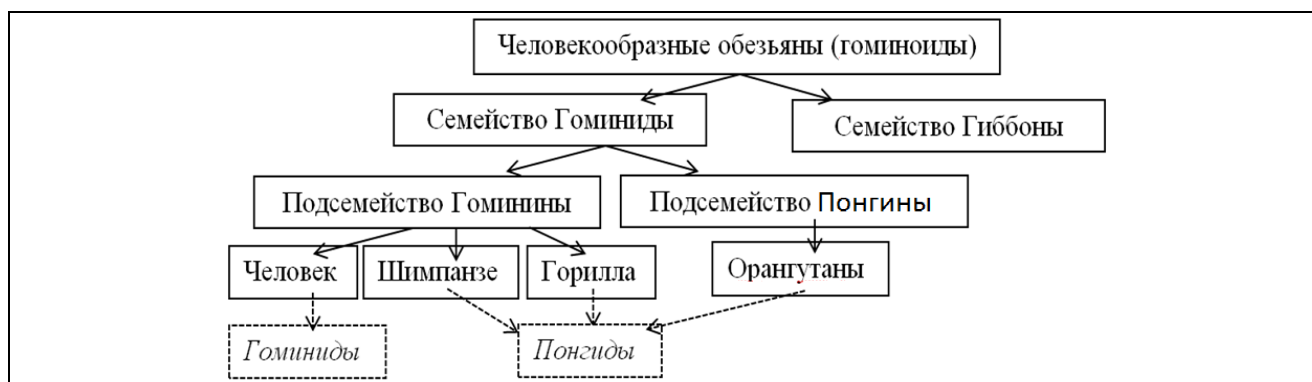 Человекообразные обезьяны (гоминоиды)
Семейство Гоминиды
Семейство Гиббоны
Подсемейство Гоминины
Подсемейство Понгины
Человек
Шимпанзе
Горилла
Орангутаны
Гоминиды
Понгиды